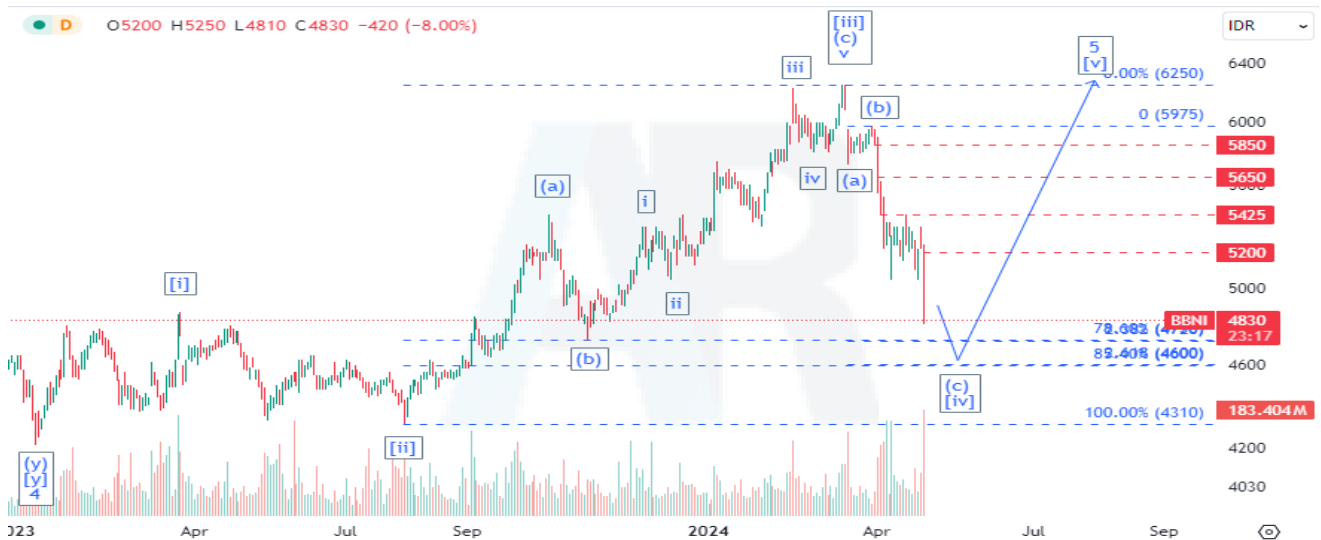 D O5200 H5250 L4810 C4830 -420 (-8.00%)
IDR
[iii]
(c)
v
iii
5
[v]
6400
0.00% (6250)
(b)
0 (5975)
6000
5850
iv
(a)
5650
(a)
i
5425
5200
ii
[i]
5000
BBNI 4830
23:17
(b)
4600
(c)
[iv]
100.00% (4310)
183.404M
[ii]
4200
(y)
[y]
4
4030
2023 Apr Jul Sep 2024 Apr Jul Sep